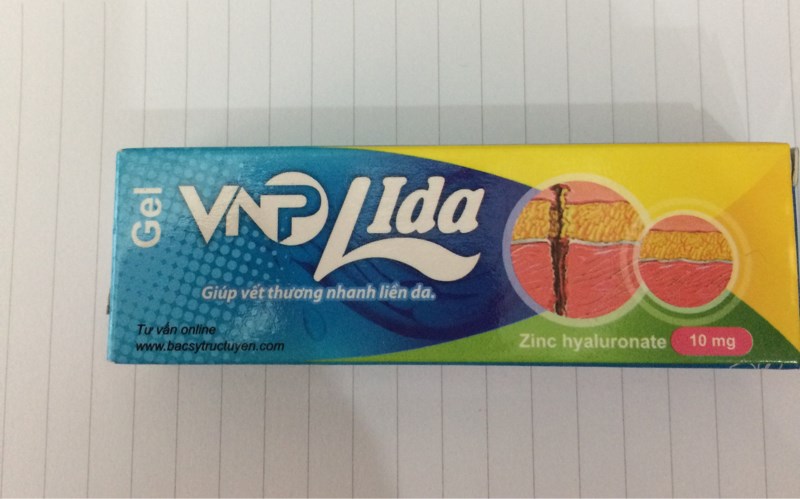 Gel
VNP LIda
Giúp vết thương nhanh liền da.
Tư vấn online
www.bacsytructuyen.com
Zinc hyaluronate 10 mg